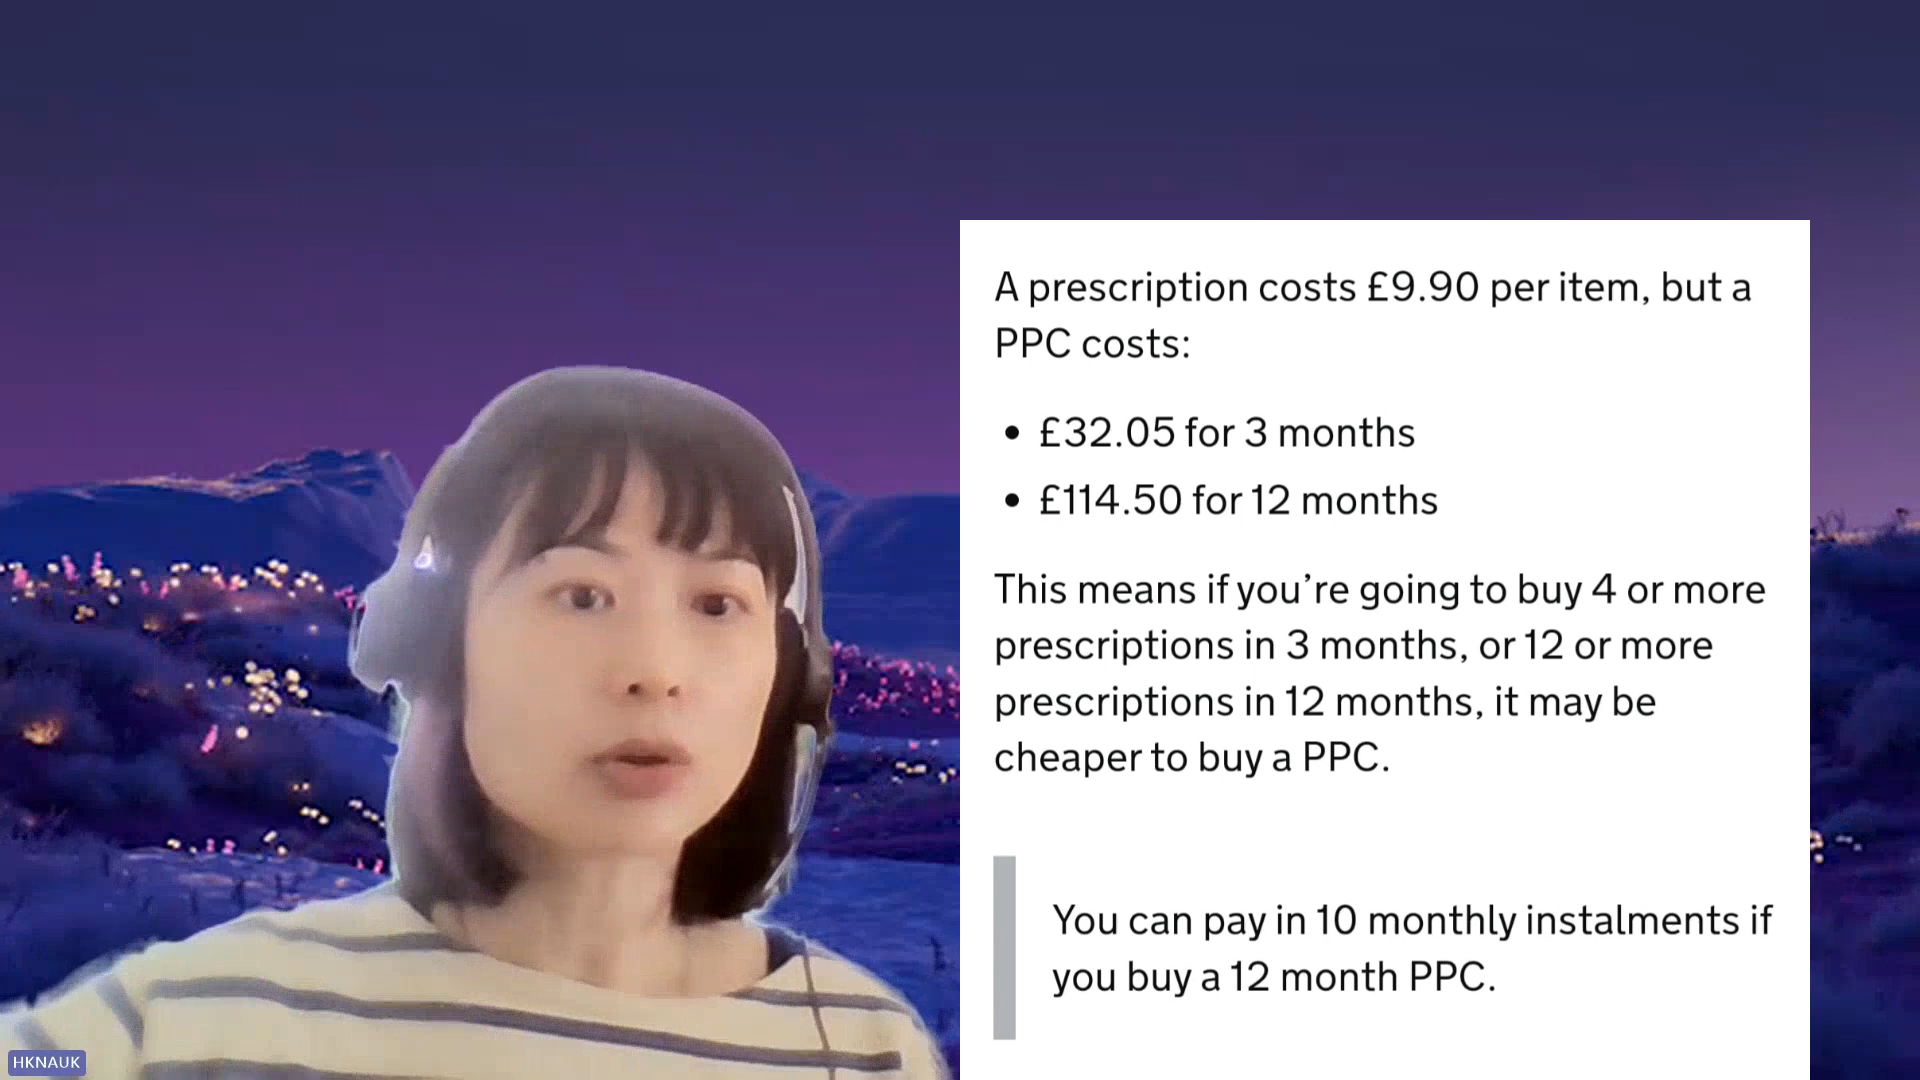 A prescription costs £9.90 per item, but a
PPC costs:
• £32.05 for 3 months
• £114.50 for 12 months
This means if you’re going to buy 4 or more
prescriptions in 3 months, or 12 or more
prescriptions in 12 months, it may be
cheaper to buy a PPC.
You can pay in 10 monthly instalments if
you buy a 12 month PPC.
HKNAUK